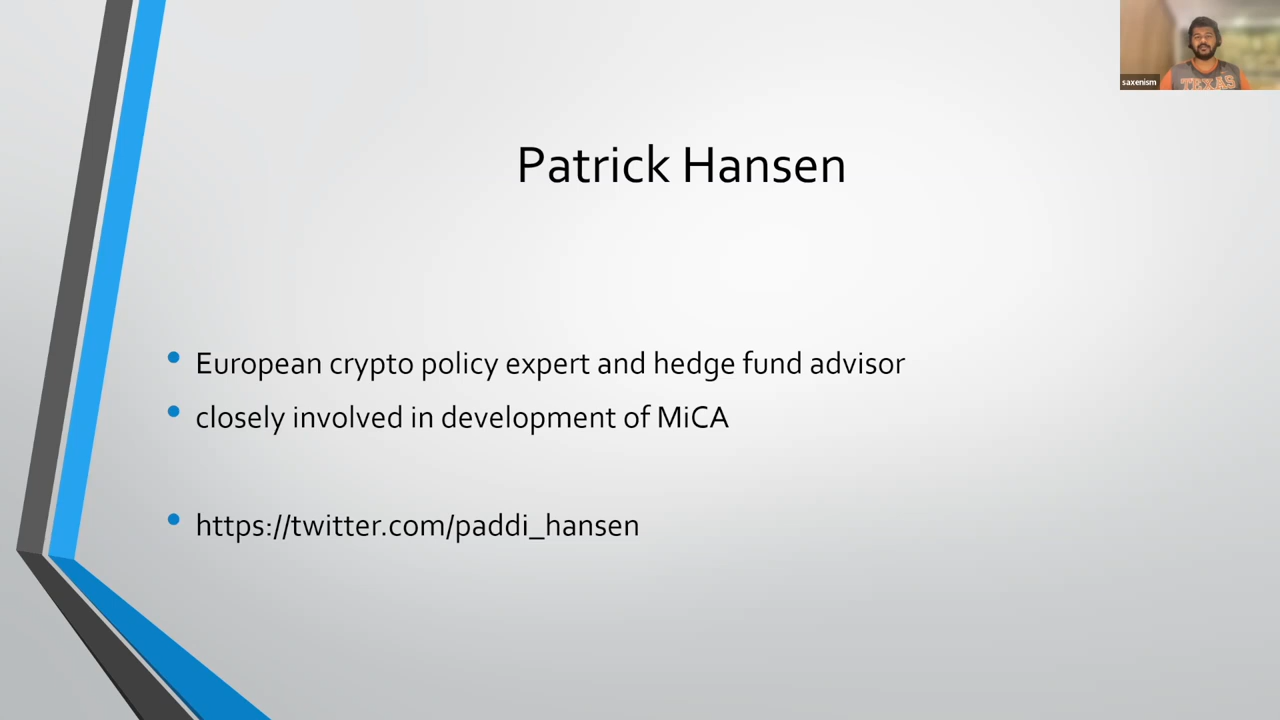 saxenism
TEXAS
Patrick Hansen
European crypto policy expert and hedge fund advisor
closely involved in development of MiCA
https://twitter.com/paddi_hansen